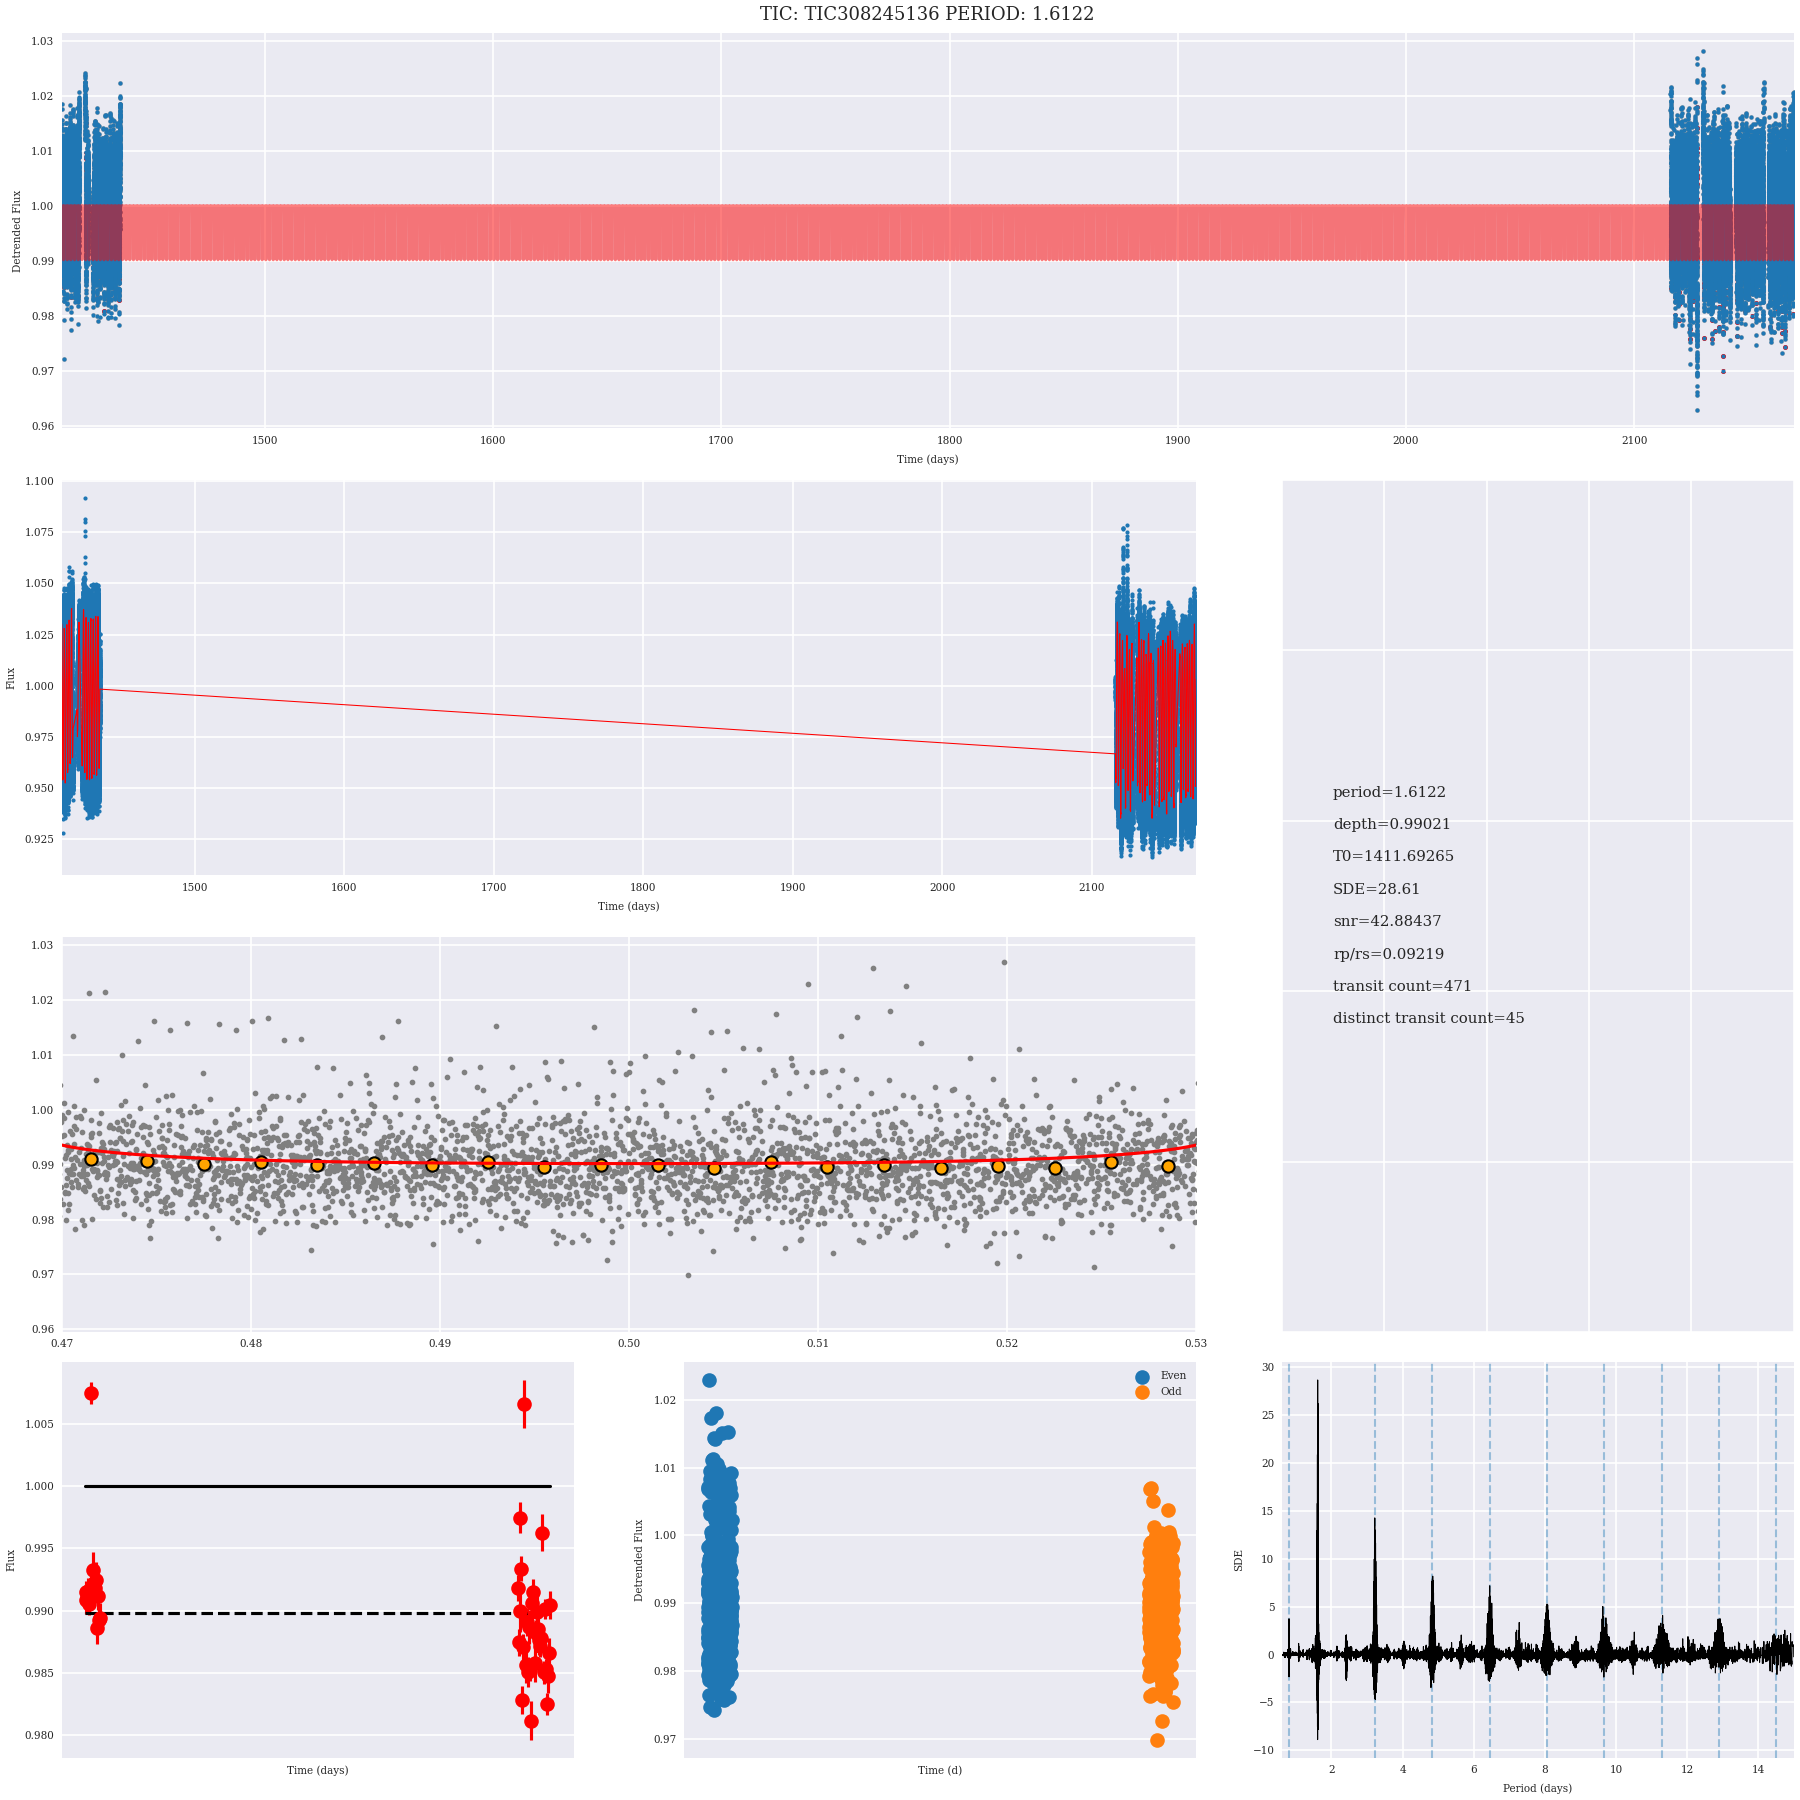 TIC: TIC308245136 PERIOD: 1.6122
1.03
1.02
1.01
1.00
0.99
0.98
0.97
0.96
Detrended Flux
1500 1600 1700 1800 1900 2000 2100
Time (days)
1.100
1.075
1.050
1.025
1.000
0.975
0.950
0.925
Flux
1500 1600 1700 1800 1900 2000 2100
Time (days)
period=1.6122
depth=0.99021
T0=1411.69265
SDE=28.61
snr=42.88437
rp/rs=0.09219
transit count=471
distinct transit count=45
1.03
1.02
1.01
1.00
0.99
0.98
0.97
0.96
0.47 0.48 0.49 0.50 0.51 0.52 0.53
1.005
1.000
0.995
0.990
0.985
0.980
Flux
Time (days)
1.02
1.01
1.00
0.99
0.98
0.97
Detrended Flux
Even
Odd
Time (d)
30
25
20
15
10
5
0
−5
−10
SDE
2 4 6 8 10 12 14
Period (days)